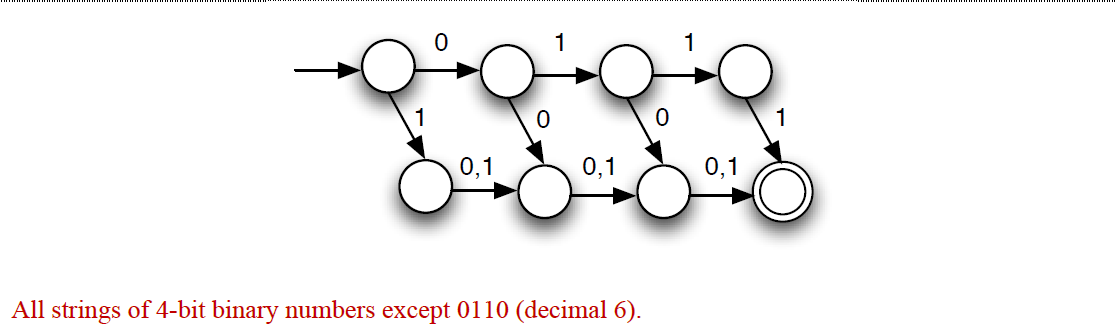 0 1 1
1 0 0 1
0,1 0,1 0,1
All strings of 4-bit binary numbers except 0110 (decimal 6).